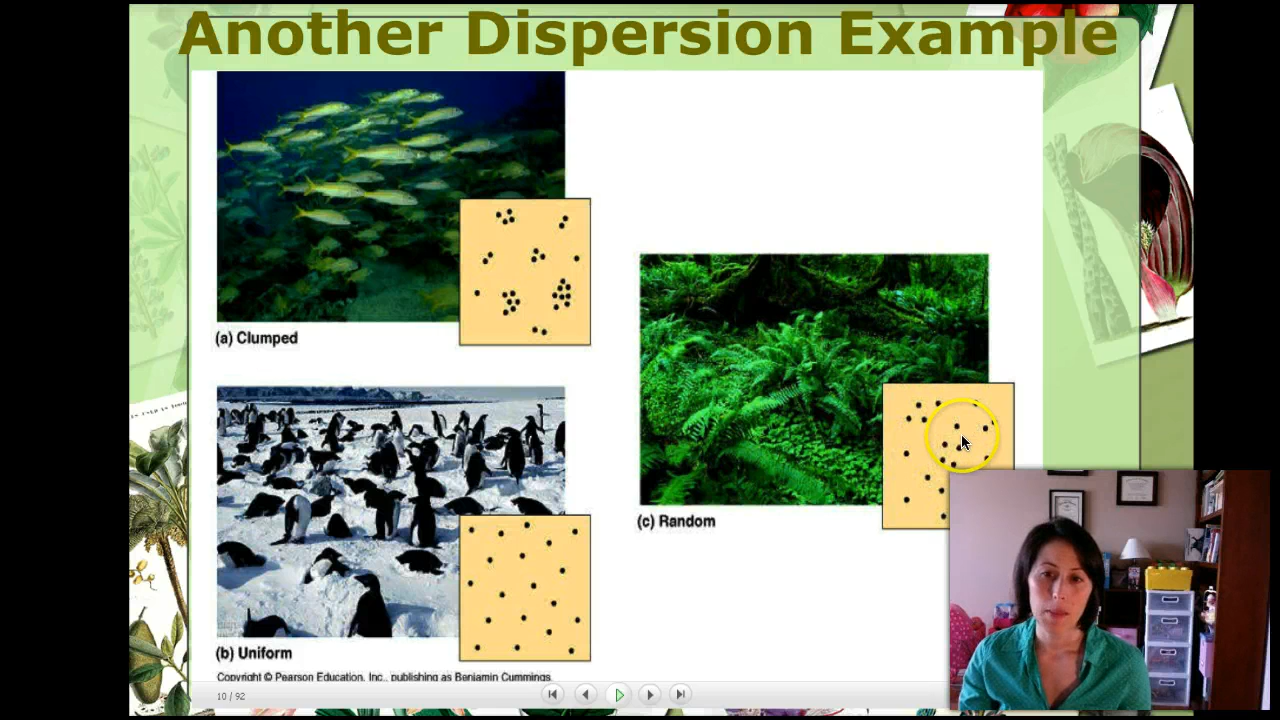 Another Dispersion Example
(a) Clumped
(b) Uniform
(c) Random
Copyright © Pearson Education, Inc., publishing as Benjamin Cummings.
10 / 92